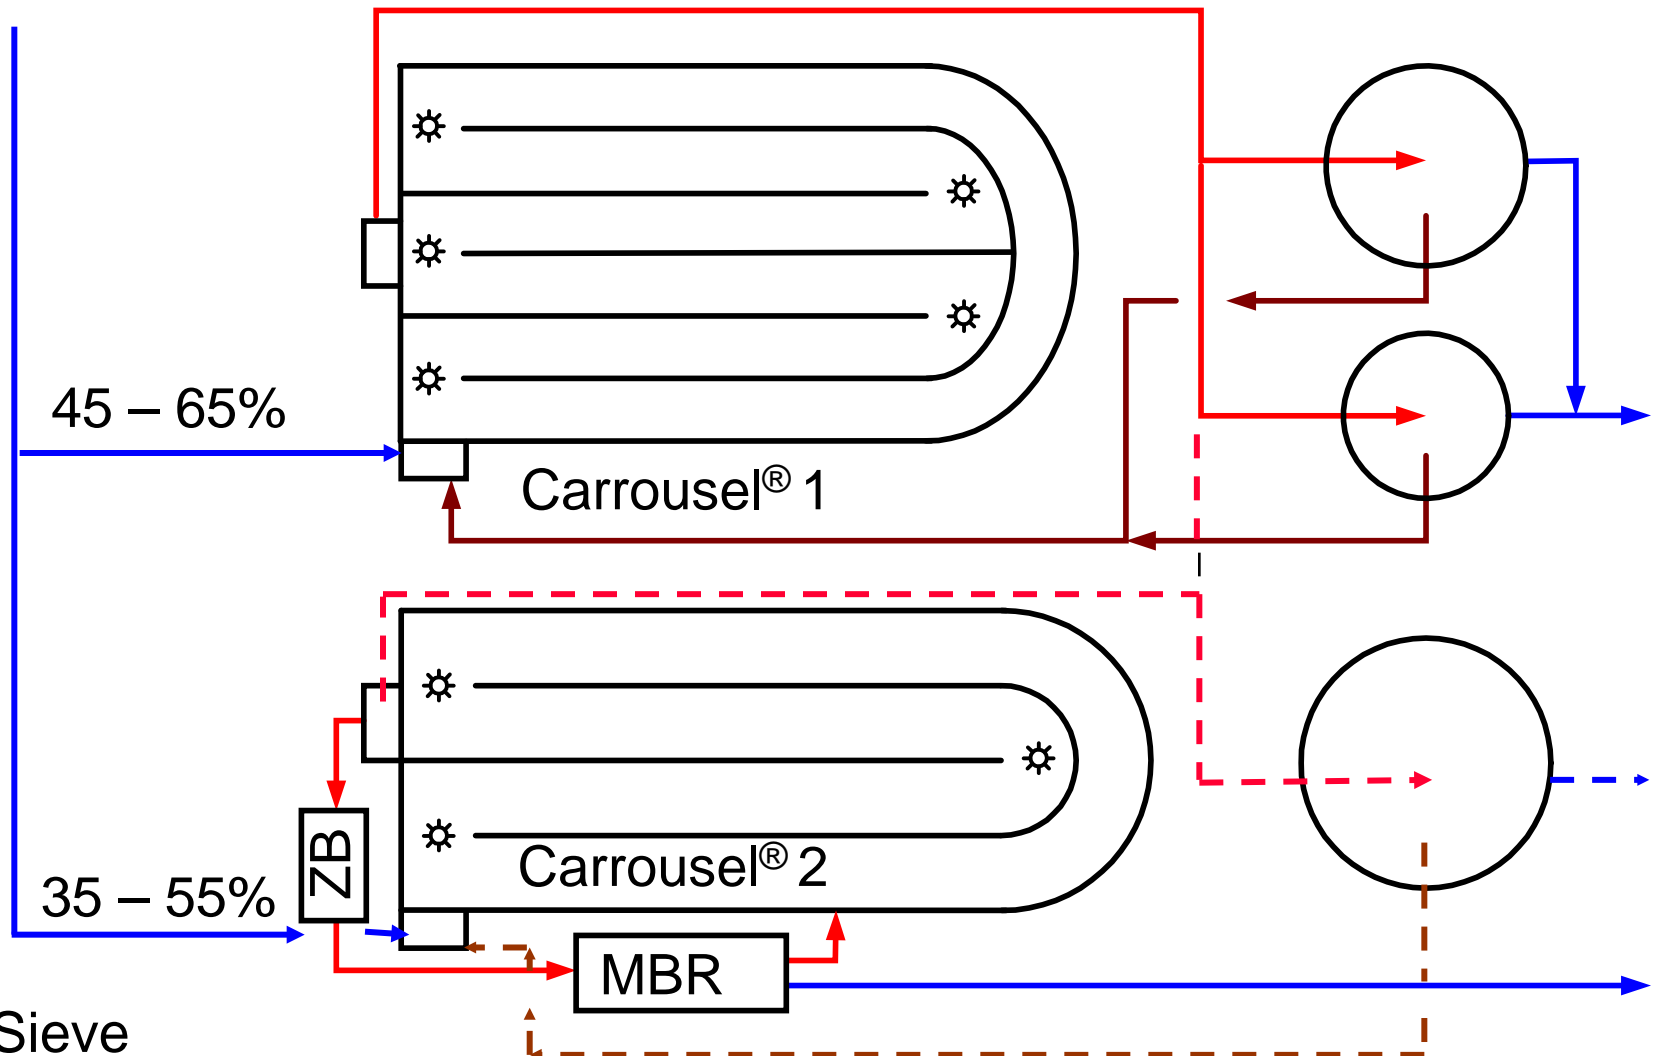 45 – 65%
Carrousel® 1
ZB
Carrousel® 2
35 – 55%
MBR
Sieve